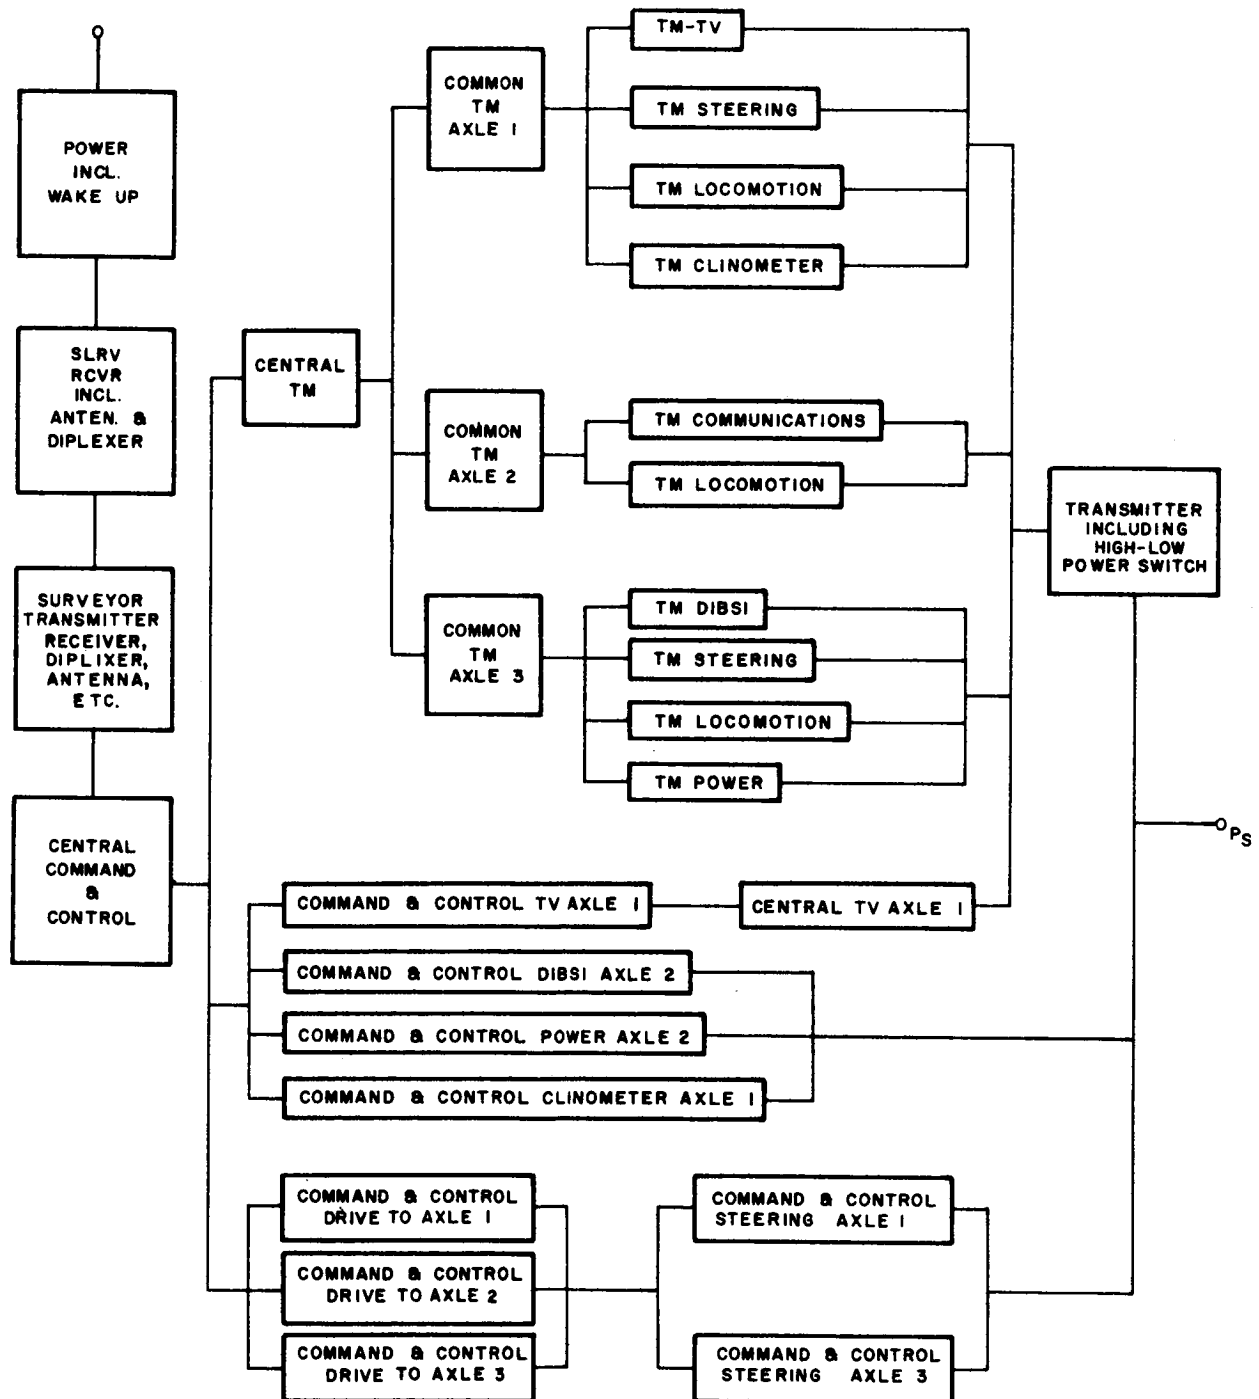 POWER
INCL.
WAKE UP
SLRV
RCVR
INCL.
ANTEN. &
DIPLEXER
SURVEYOR
TRANSMITTER
RECEIVER,
DIPLIXER,
ANTENNA,
ETC.
CENTRAL
COMMAND
&
CONTROL
CENTRAL
TM
COMMON
TM
AXLE 1
TM-TV
TM STEERING
TM LOCOMOTION
TM CLINOMETER
COMMON
TM
AXLE 2
TM COMMUNICATIONS
TM LOCOMOTION
COMMON
TM
AXLE 3
TM DIBSI
TM STEERING
TM LOCOMOTION
TM POWER
TRANSMITTER
INCLUDING
HIGH-LOW
POWER SWITCH
PS
COMMAND & CONTROL TV AXLE 1
CENTRAL TV AXLE 1
COMMAND & CONTROL DIBSI AXLE 2
COMMAND & CONTROL POWER AXLE 2
COMMAND & CONTROL CLINOMETER AXLE 1
COMMAND & CONTROL
DRIVE TO AXLE 1
COMMAND & CONTROL
DRIVE TO AXLE 2
COMMAND & CONTROL
DRIVE TO AXLE 3
COMMAND & CONTROL
STEERING AXLE 1
COMMAND & CONTROL
STEERING AXLE 3